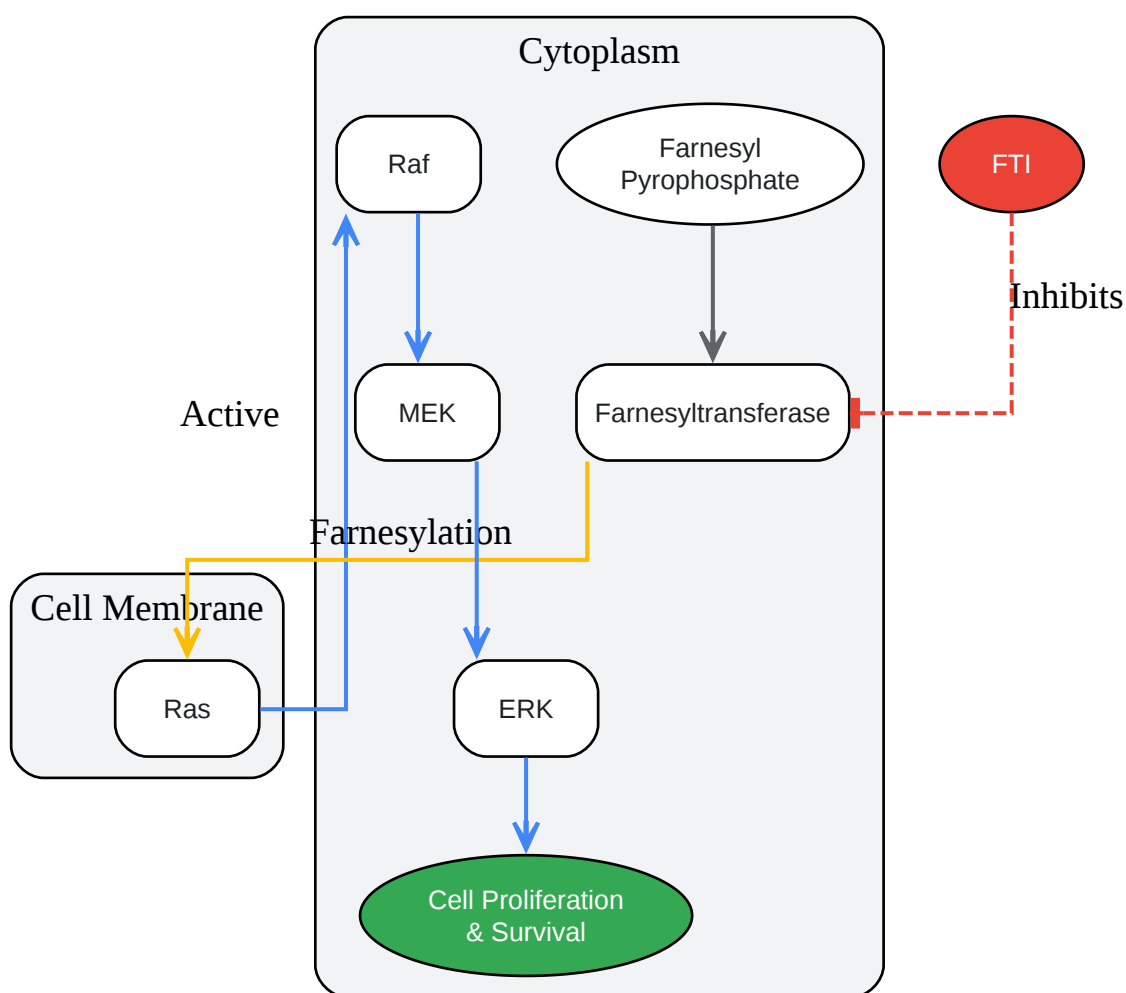 Cytoplasm
Raf
Farnesyl
Pyrophosphate
FTI
Inhibits
Active
MEK
Farnesyltransferase
Farnesylation
Cell Membrane
Ras
ERK
Cell Proliferation
& Survival